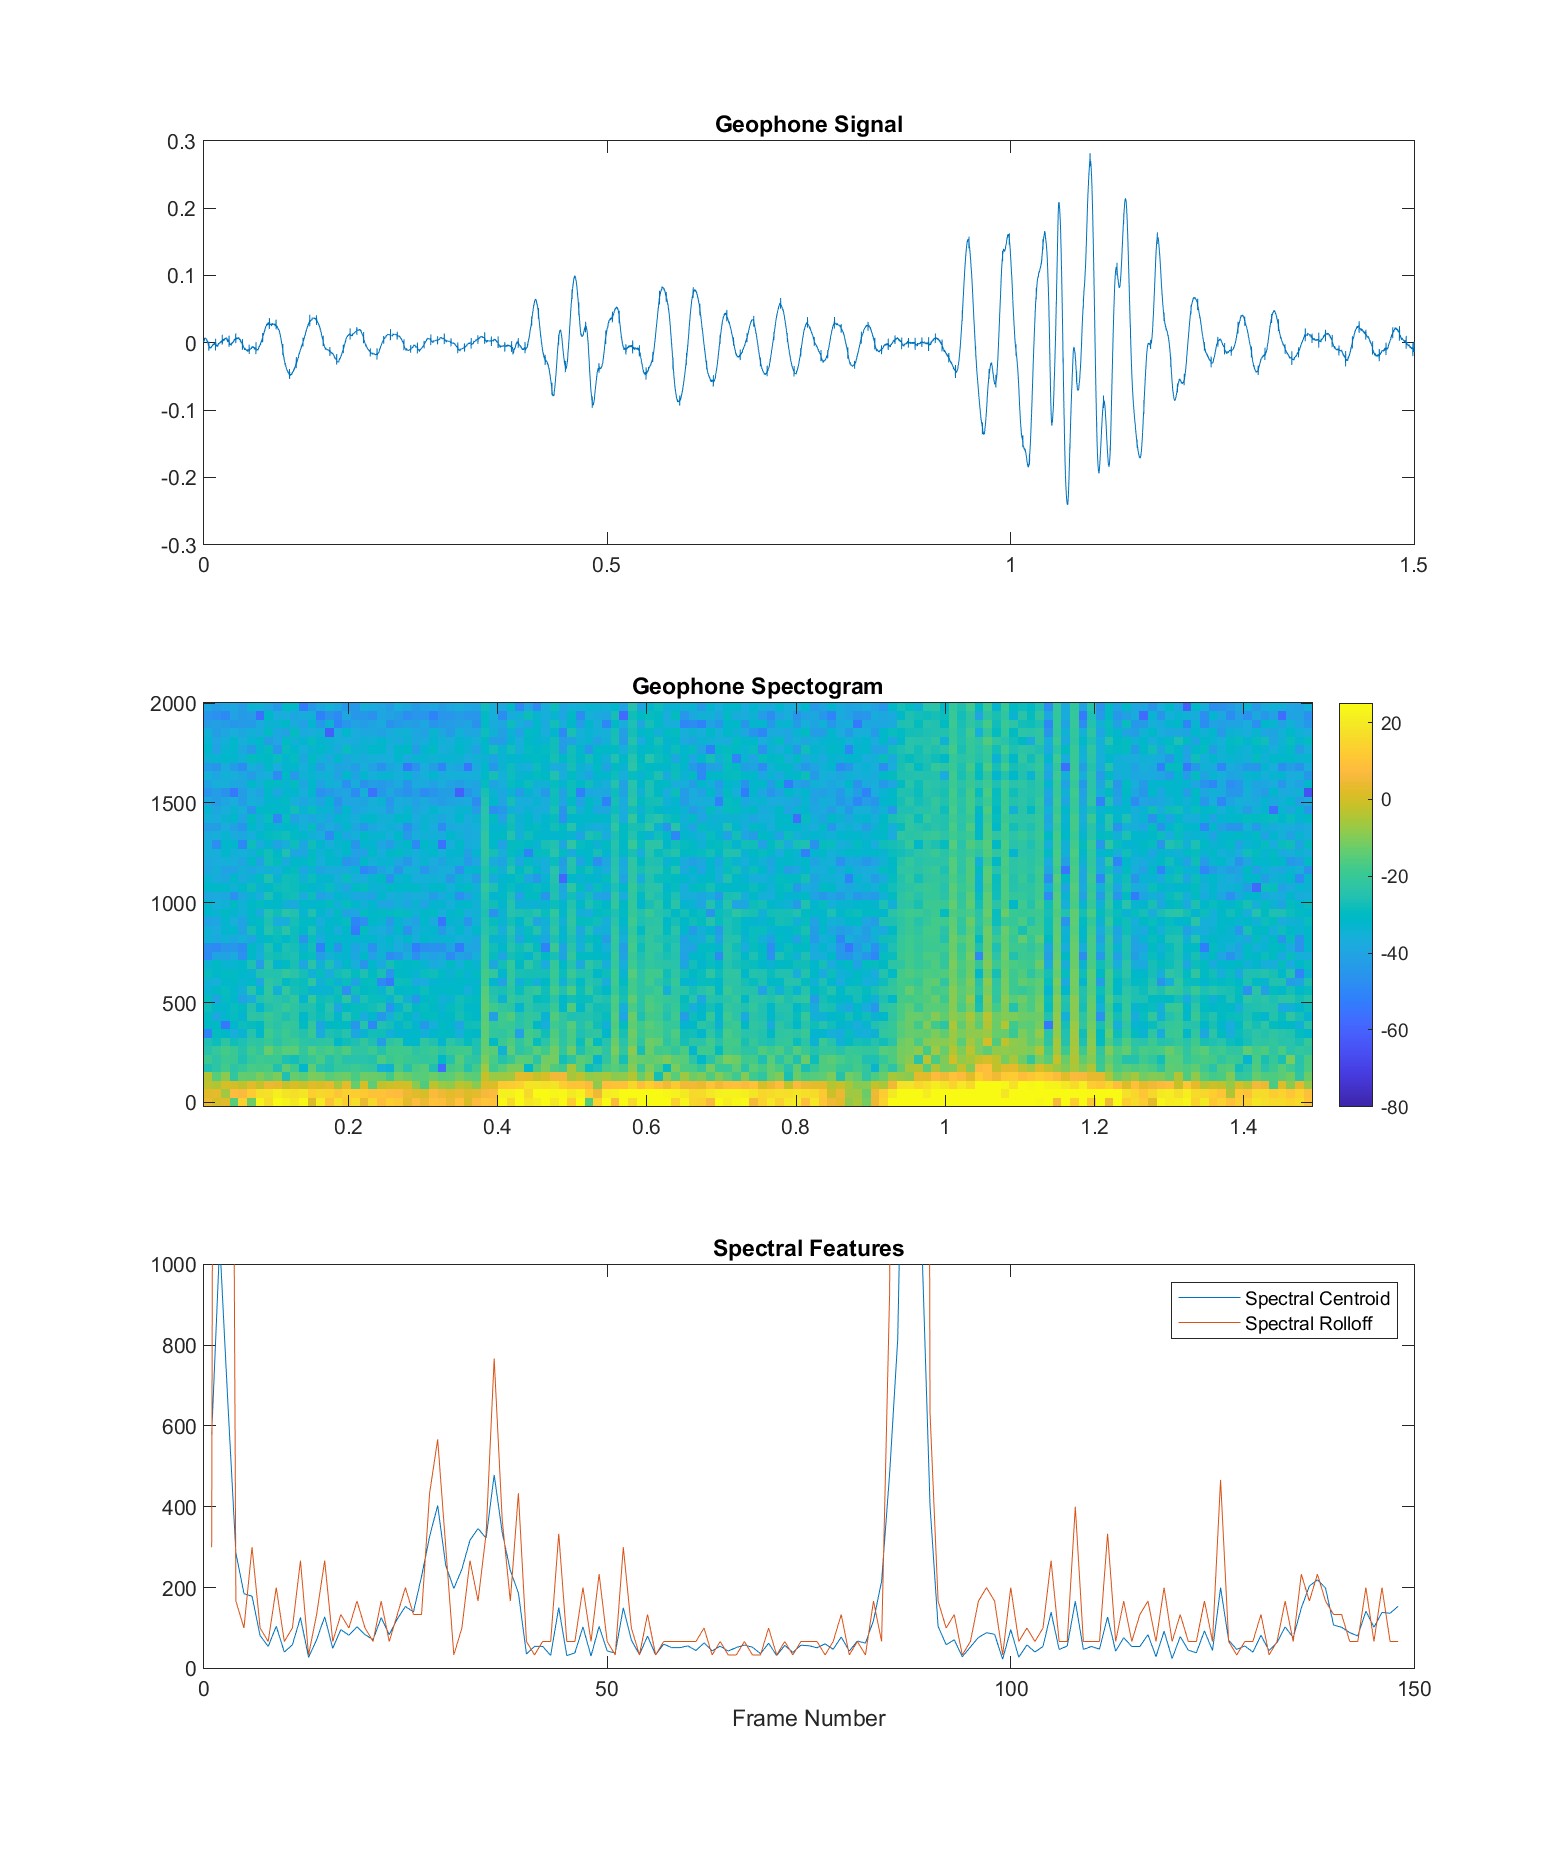 Geophone Signal
0.3
0.2
0.1
0
-0.1
-0.2
-0.3
0 0.5 1 1.5
Geophone Spectogram
2000
1500
1000
500
0
0.2 0.4 0.6 0.8 1 1.2 1.4
20
0
-20
-40
-60
-80
Spectral Features
1000
800
600
400
200
0
Spectral Centroid
Spectral Rolloff
0 50 100 150
Frame Number